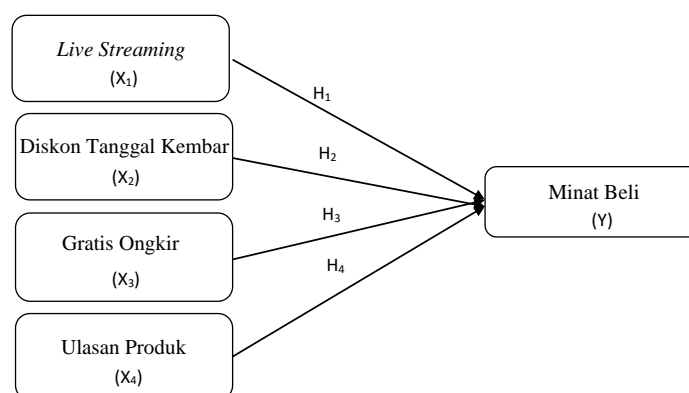 Live Streaming
(X₁)
H₁
Diskon Tanggal Kembar
(X₂)
H₂
Minat Beli
(Y)
Gratis Ongkir
(X₃)
H₃
H₄
Ulasan Produk
(X₄)